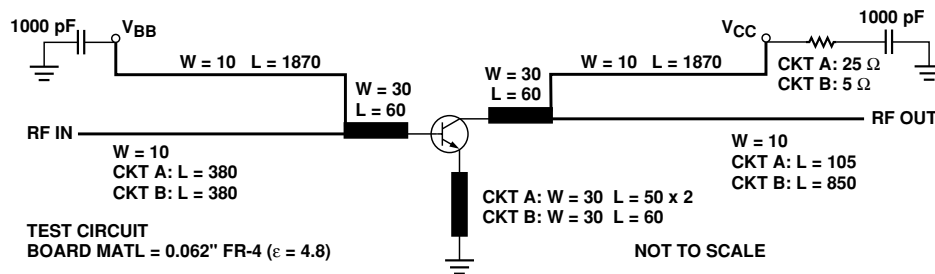 1000 pF
VBB
W = 10 L = 1870
W = 30
L = 60
RF IN
W = 10
CKT A: L = 380
CKT B: L = 380
W = 30
L = 60
W = 10 L = 1870
VCC
1000 pF
CKT A: 25 Ω
CKT B: 5 Ω
RF OUT
W = 10
CKT A: L = 105
CKT B: L = 850
CKT A: W = 30 L = 50 x 2
CKT B: W = 30 L = 60
TEST CIRCUIT
BOARD MATL = 0.062" FR-4 (ε = 4.8)
NOT TO SCALE